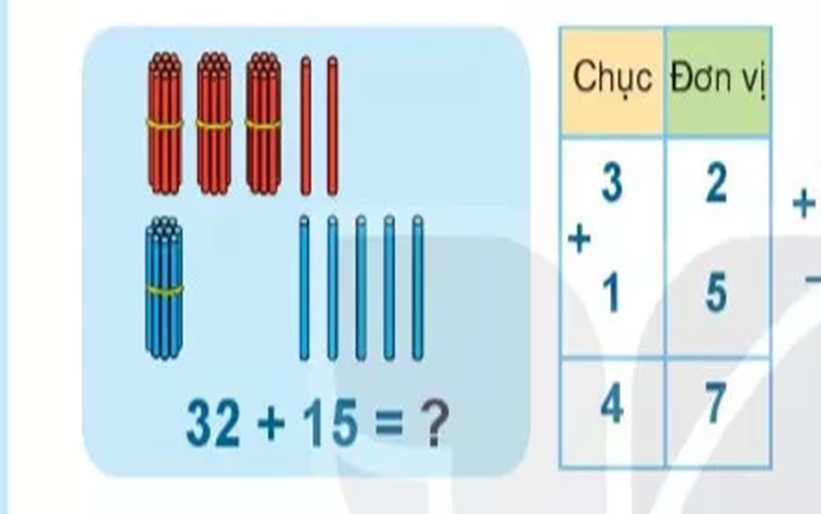 Chục Đơn vị
3 2
+
1 5
4 7
32 + 15 = ?
+